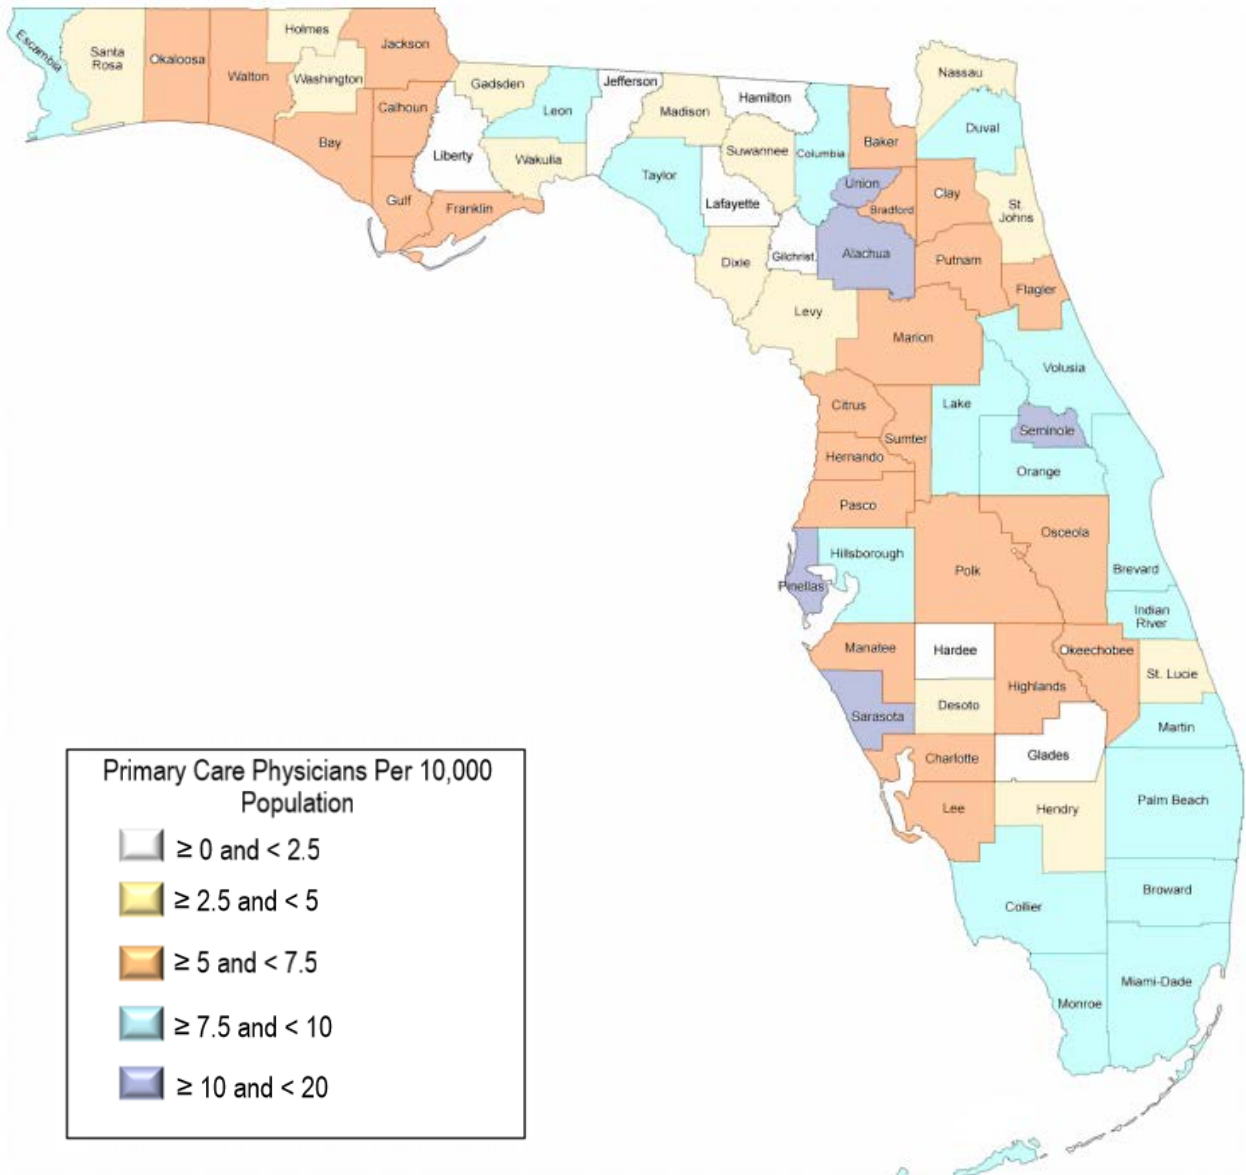 Escambia
Santa
Rosa
Okaloosa
Walton
Holmes
Washington
Jackson
Calhoun
Bay
Gulf
Liberty
Franklin
Gadsden
Leon
Wakulla
Jefferson
Madison
Taylor
Hamilton
Suwannee
Lafayette
Columbia
Dixie
Gilchrist
Levy
Baker
Union
Bradford
Alachua
Nassau
Duval
Clay
St.
Johns
Putnam
Flagler
Marion
Volusia
Citrus
Sumter
Lake
Hernando
Seminole
Orange
Pasco
Osceola
Polk
Hillsborough
Pinellas
Brevard
Indian
River
Manatee
Hardee
Okeechobee
Highlands
St. Lucie
Sarasota
Desoto
Martin
Charlotte
Glades
Lee
Hendry
Palm Beach
Broward
Collier
Miami-Dade
Monroe
Primary Care Physicians Per 10,000
Population
≥ 0 and < 2.5
≥ 2.5 and < 5
≥ 5 and < 7.5
≥ 7.5 and < 10
≥ 10 and < 20